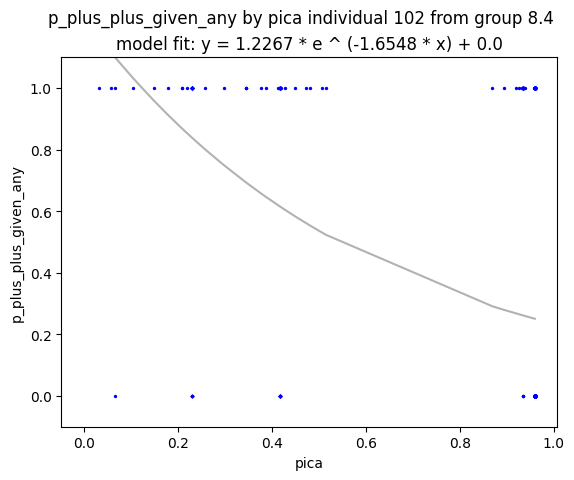 p_plus_plus_given_any by pica individual 102 from group 8.4
model fit: y = 1.2267 * e ^ (-1.6548 * x) + 0.0
1.0
0.8
0.6
0.4
0.2
0.0
p_plus_plus_given_any
0.0 0.2 0.4 0.6 0.8 1.0
pica